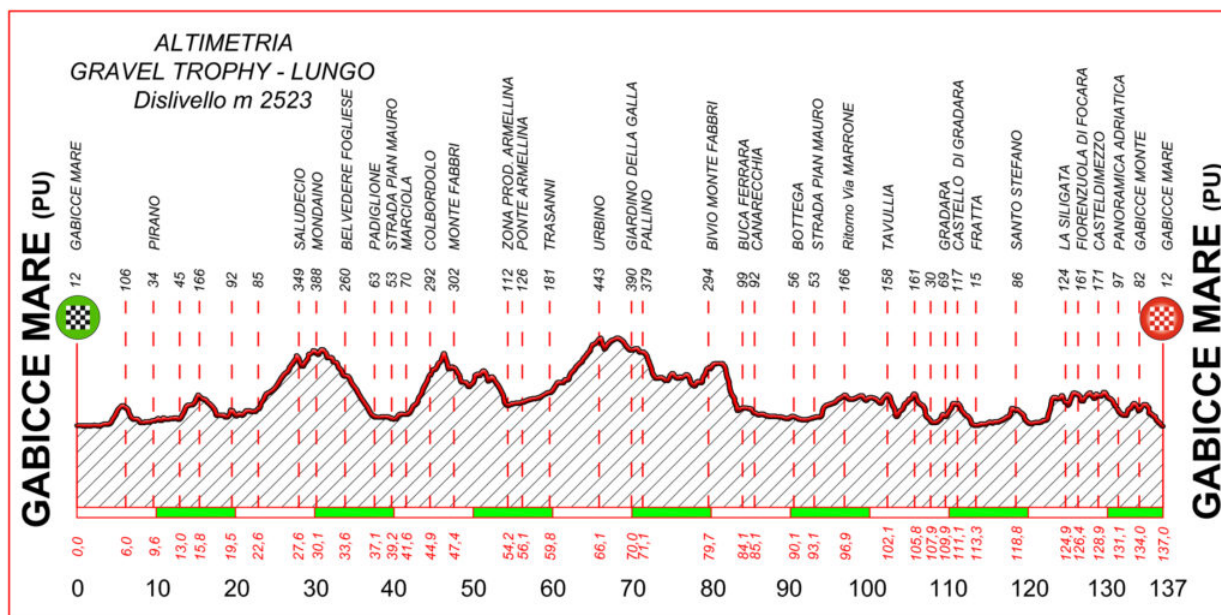 ALTIMETRIA
GRAVEL TROPHY - LUNGO
Dislivello m 2523
GABICCE MARE (PU)
12 GABICCE MARE
106
34 PIRANO
45
166
92
85
349 SALUDECIO
388 MONDAINO
260 BELVEDERE FOGLIESE
63 PADIGLIONE
53 STRADA PIAN MAURO
70 MARCIOLA
292 COLBORDOLO
302 MONTE FABBRI
112 ZONA PROD. ARMELLINA
126 PONTE ARMELLINA
181 TRASANNI
443 URBINO
390 GIARDINO DELLA GALLA
379 PALLINO
294 BIVIO MONTE FABBRI
99 BUCA FERRARA
92 CANARECCHIA
56 BOTTEGA
53 STRADA PIAN MAURO
166 Ritorno Via MARRONE
158 TAVULLIA
161
30
69 GRADARA
117 CASTELLO DI GRADARA
15 FRATTA
86 SANTO STEFANO
124 LA SILIGATA
161 FIORENZUOLA DI FOCARA
171 CASTELDIMEZZO
97 PANORAMICA ADRIATICA
82 GABICCE MONTE
12 GABICCE MARE
GABICCE MARE (PU)
0,0 6,0 9,6 13,0 15,8 19,5 22,6 27,6 30,1 33,6 37,1 39,2 41,6 44,9 47,4 54,2 56,1 59,8 66,1 70,0 71,1 79,7 84,1 85,1 90,1 93,1 96,9 102,1 105,8 107,9 109,9 111,1 113,3 118,8 124,9 126,4 128,9 131,1 134,0 137,0
0 10 20 30 40 50 60 70 80 90 100 110 120 130 137